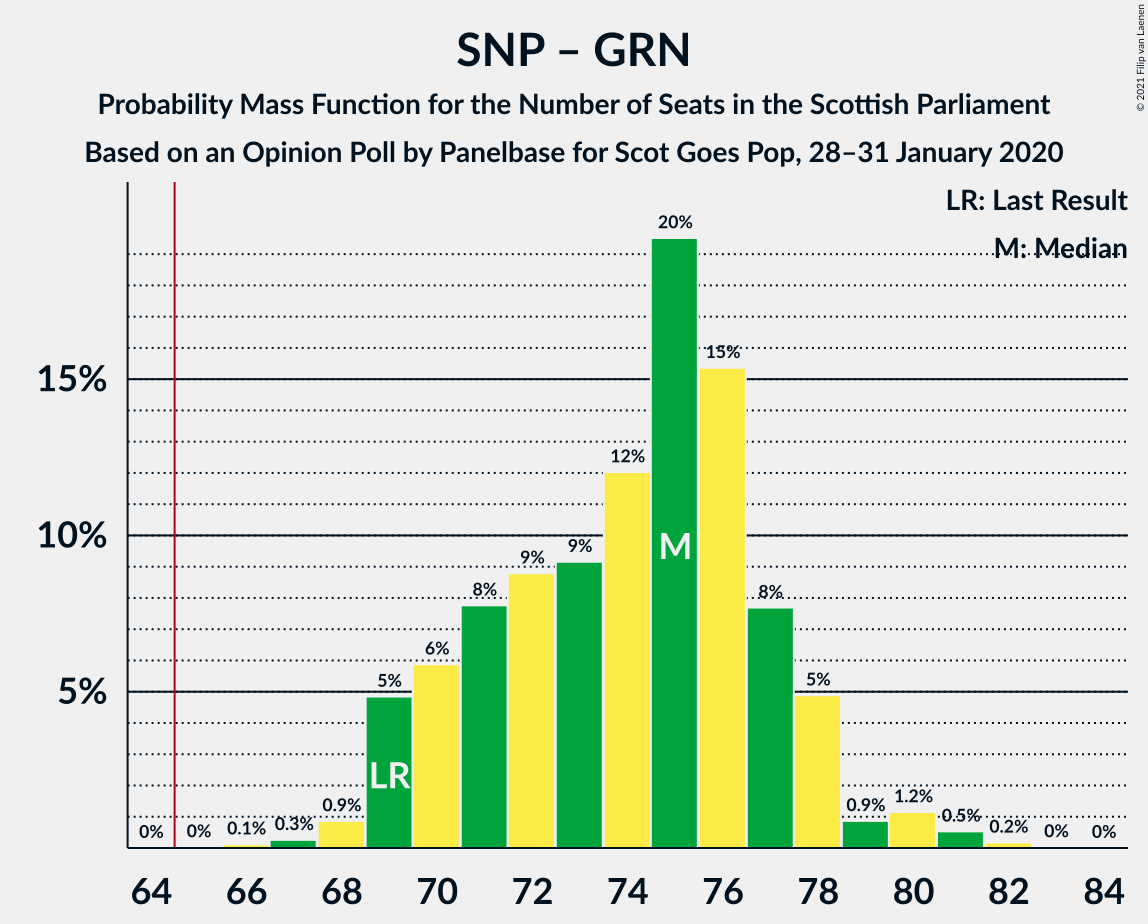 SNP – GRN
Probability Mass Function for the Number of Seats in the Scottish Parliament
Based on an Opinion Poll by Panelbase for Scot Goes Pop, 28–31 January 2020
© 2021 Filip van Laenen
LR: Last Result
M: Median
15%
10%
5%
0%
0%
0.1%
0.3%
0.9%
5%
6%
8%
9%
9%
12%
20%
15%
8%
5%
0.9%
1.2%
0.5%
0.2%
0%
0%
LR
M
64 66 68 70 72 74 76 78 80 82 84